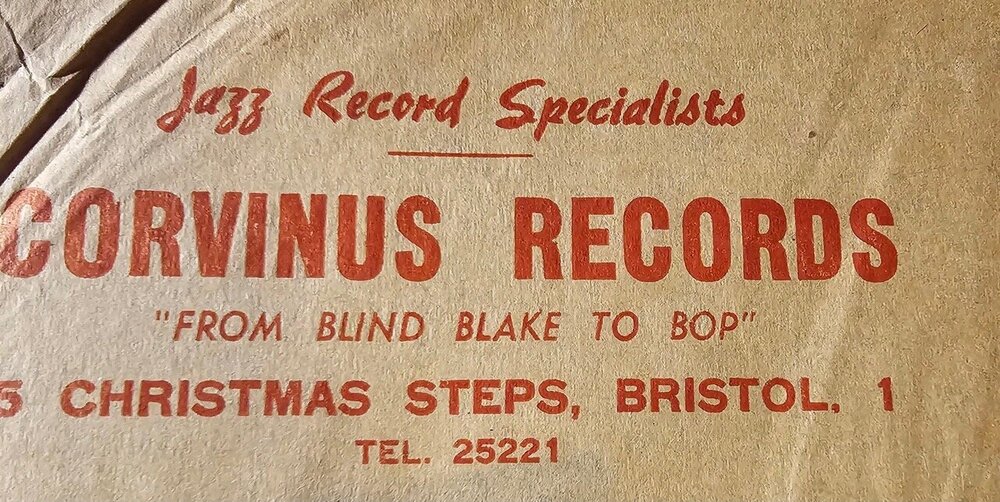 Jazz Record Specialists
CORVINUS RECORDS
"FROM BLIND BLAKE TO BOP"
5 CHRISTMAS STEPS, BRISTOL, 1
TEL. 25221